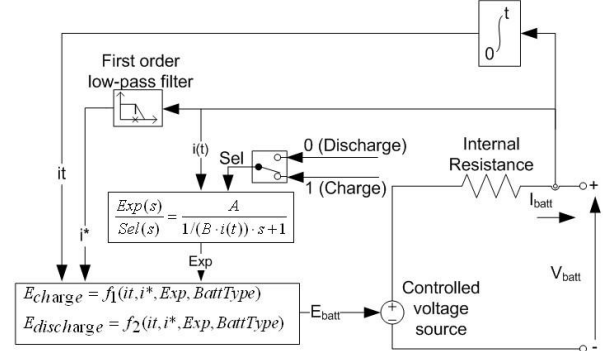 t
∫
0
First order
low-pass filter
it
i*
i(t)
Sel
0 (Discharge)
1 (Charge)
Internal
Resistance
+
I_batt
Exp(s)/Sel(s) = A/(1/(B·i(t))·s+1)
Exp
E_charge = f_1(it,i*,Exp,BattType)
E_discharge = f_2(it,i*,Exp,BattType)
E_batt
+
−
Controlled
voltage
source
V_batt
-